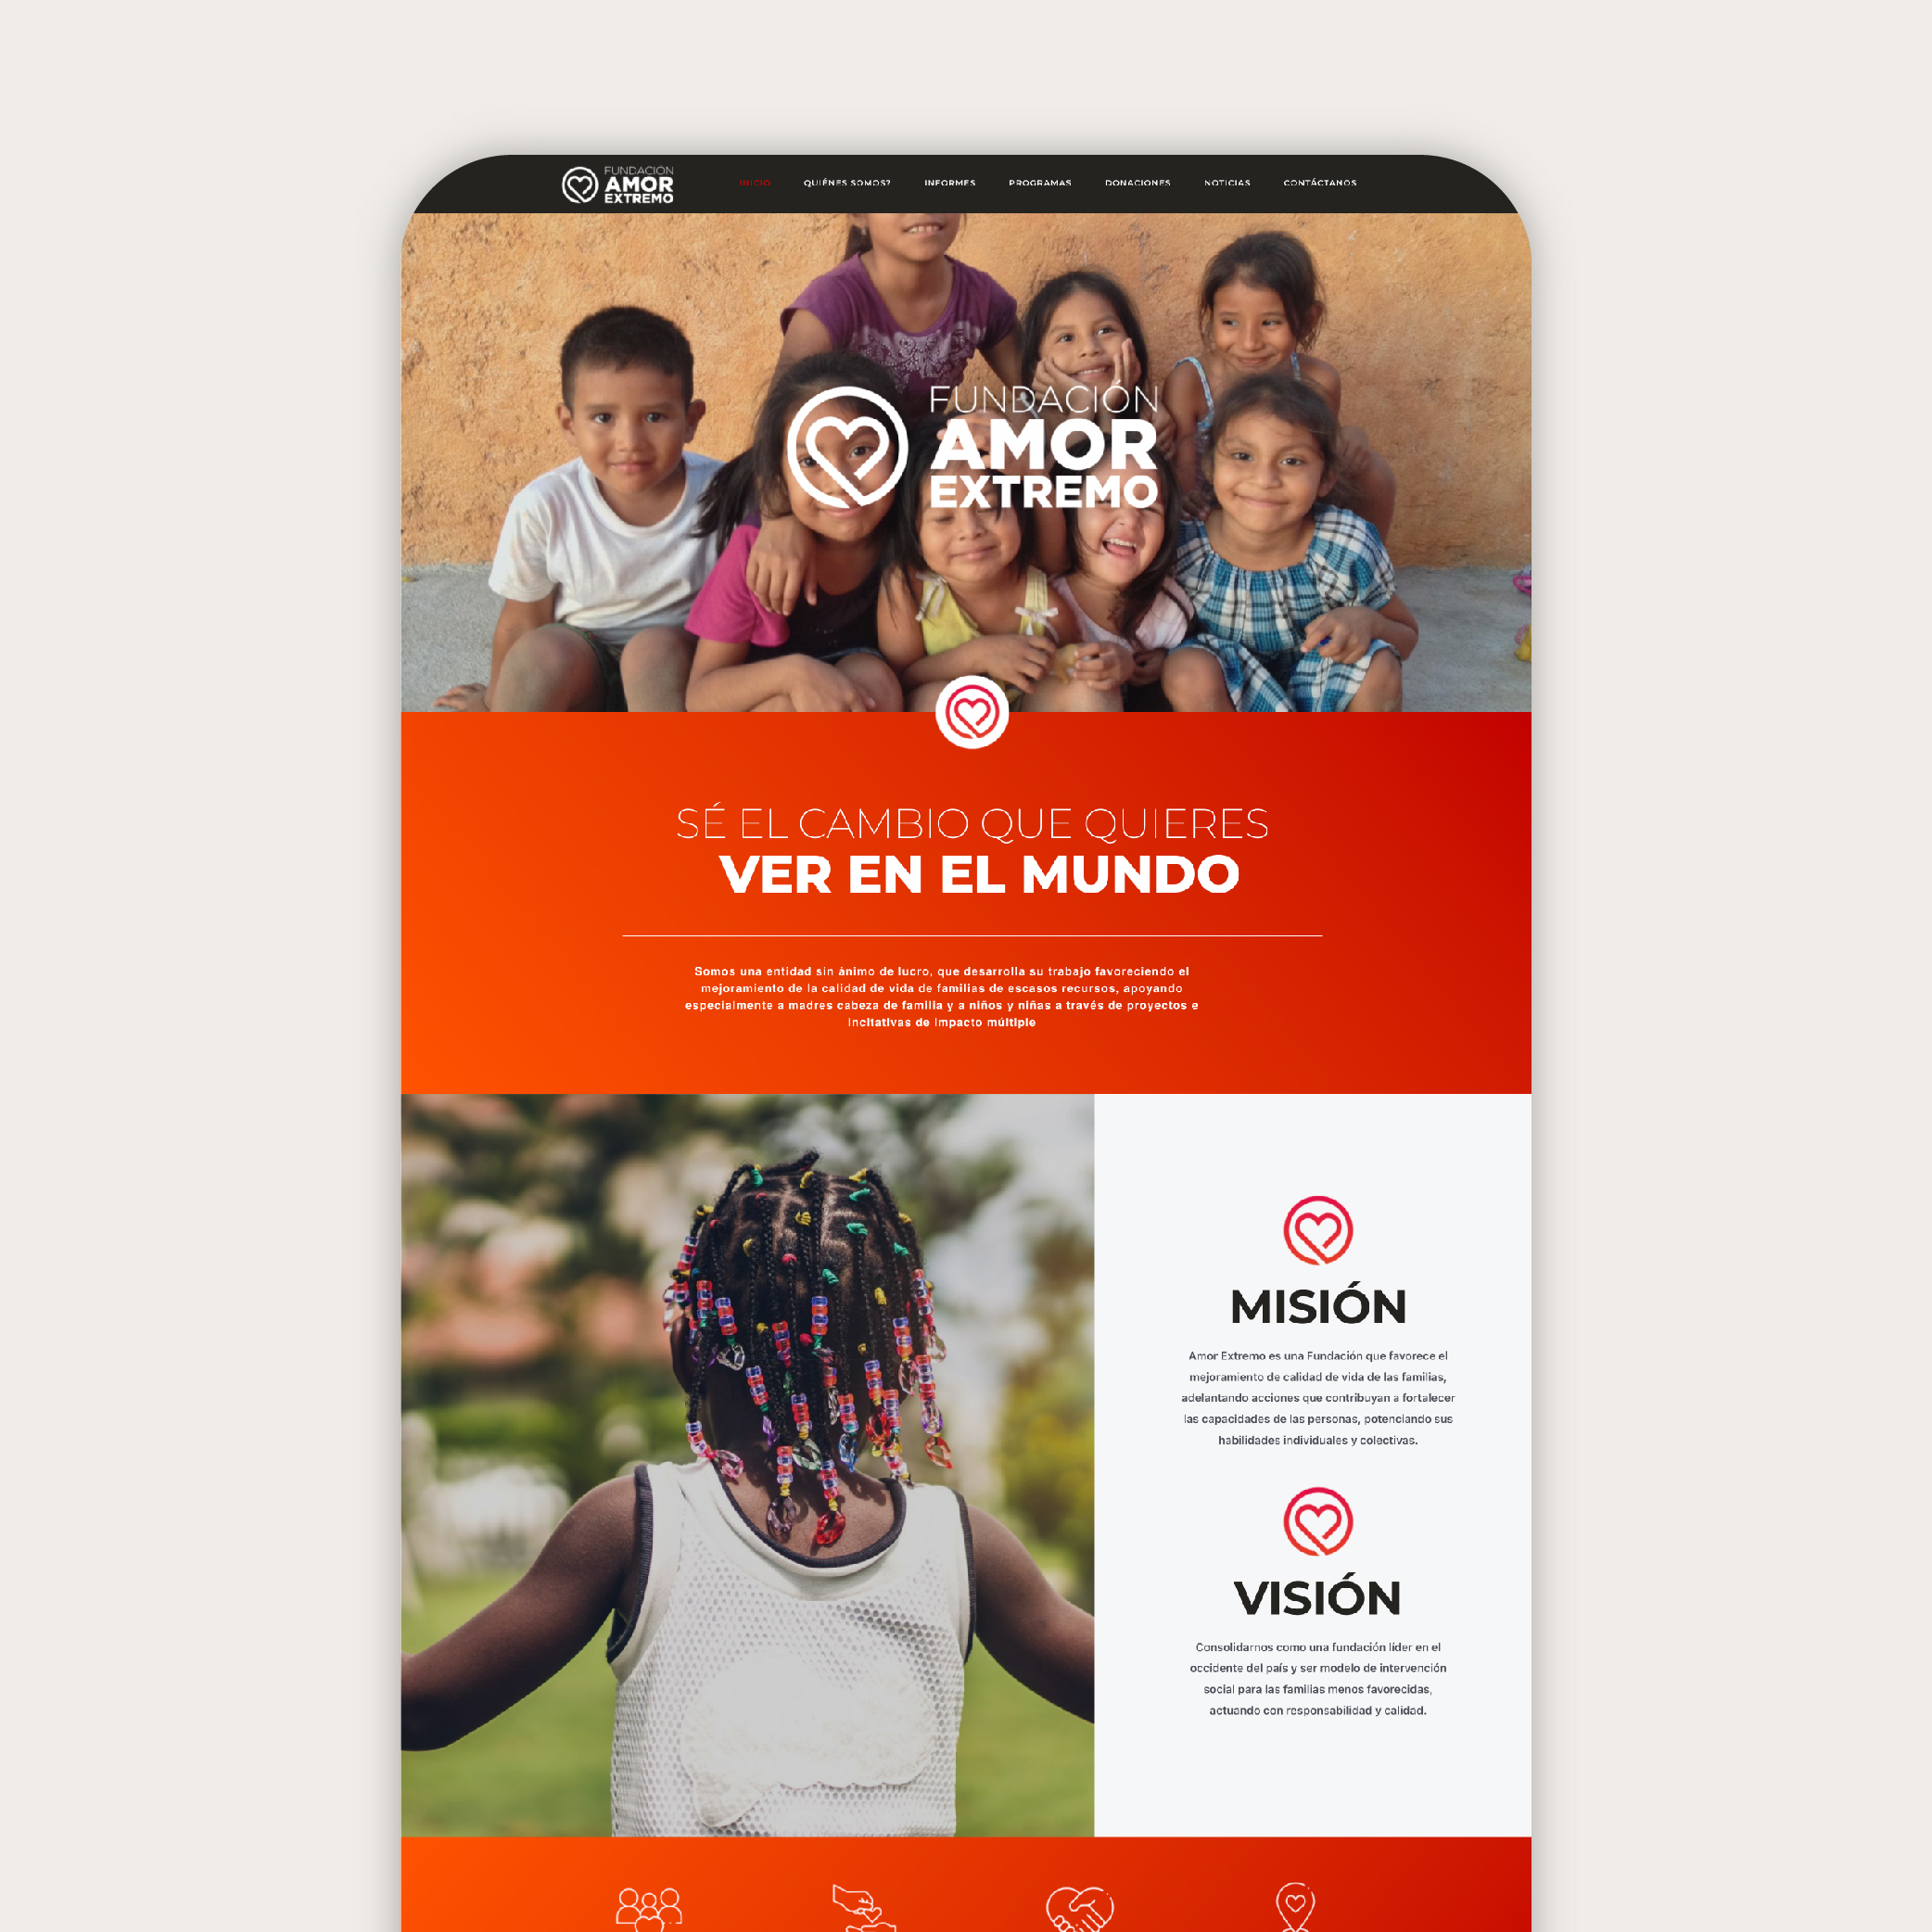 FUNDACIÓN
AMOR
EXTREMO
INICIO
QUIÉNES SOMOS?
INFORMES
PROGRAMAS
DONACIONES
NOTICIAS
CONTÁCTANOS
FUNDACIÓN
AMOR
EXTREMO
SÉ EL CAMBIO QUE QUIERES
VER EN EL MUNDO
Somos una entidad sin ánimo de lucro, que desarrolla su trabajo favoreciendo el
mejoramiento de la calidad de vida de familias de escasos recursos, apoyando
especialmente a madres cabeza de familia y a niños y niñas a través de proyectos e
incitativas de impacto múltiple
MISIÓN
Amor Extremo es una Fundación que favorece el
mejoramiento de calidad de vida de las familias,
adelantando acciones que contribuyan a fortalecer
las capacidades de las personas, potenciando sus
habilidades individuales y colectivas.
VISIÓN
Consolidarnos como una fundación líder en el
occidente del país y ser modelo de intervención
social para las familias menos favorecidas,
actuando con responsabilidad y calidad.